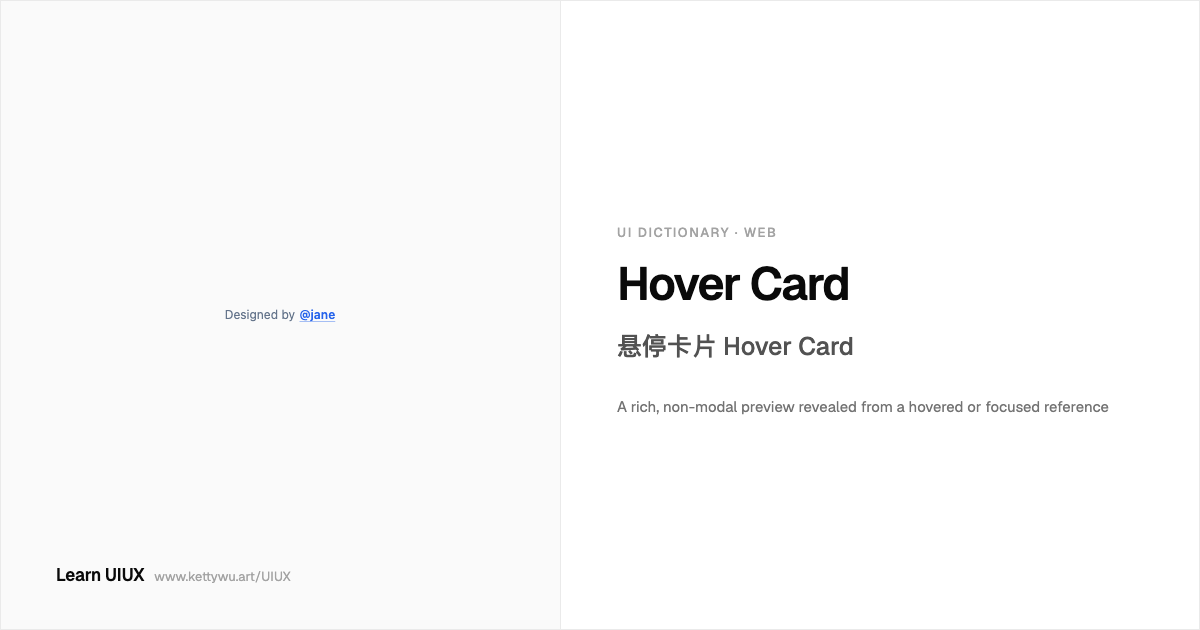 Designed by @jane
Learn UIUX www.kettywu.art/UIUX
UI DICTIONARY · WEB
Hover Card
悬停卡片 Hover Card
A rich, non-modal preview revealed from a hovered or focused reference